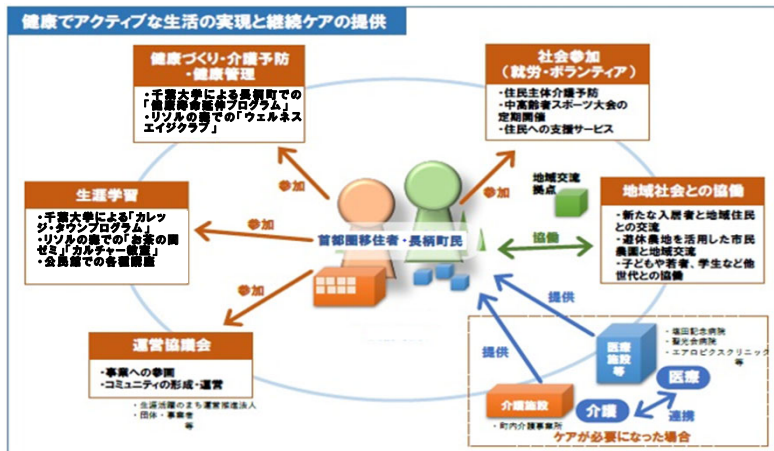 健康でアクティブな生活の実現と継続ケアの提供
健康づくり・介護予防
・健康管理
・千葉大学による長柄町での
「健康寿命延伸プログラム」
・リソルの森での「ウェルネス
エイジクラブ」
社会参加
(就労・ボランティア)
・住民主体介護予防
・中高齢者スポーツ大会の
定期開催
・住民への支援サービス
生涯学習
・千葉大学による「カレッ
ジ・タウンプログラム」
・リソルの森での「お茶の間
ゼミ」「カルチャー教室」
・公民館での各種講座
地域社会との協働
・新たな入居者と地域住民
との交流
・遊休農地を活用した市民
農園と地域交流
・子どもや若者、学生など他
世代との協働
運営協議会
・事業への参画
・コミュニティの形成・運営
・生涯活躍のまち運営推進法人
・団体・事業者
等
首都圏移住者・長柄町民
地域交流
拠点
参加
参加
参加
参加
協働
提供
提供
医療
施設
等
・塩田記念病院
・聖光会病院
・エアロビクスクリニック
等
医療
介護施設
介護
連携
・町内介護事業所
ケアが必要になった場合